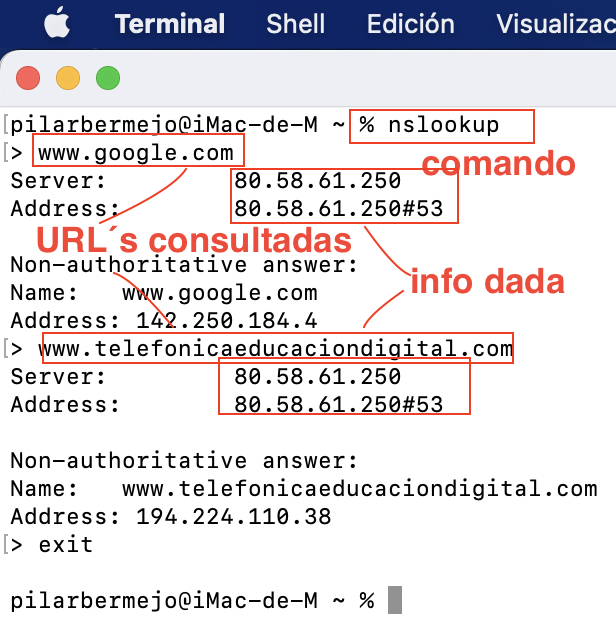 Terminal Shell Edición Visualizac
[pilarbermejo@iMac-de-M ~ % nslookup
[> www.google.com
comando
Server: 80.58.61.250
Address: 80.58.61.250#53
URL´s consultadas
Non-authoritative answer:
info dada
Name: www.google.com
Address: 142.250.184.4
[> www.telefonicaeducaciondigital.com
Server: 80.58.61.250
Address: 80.58.61.250#53
Non-authoritative answer:
Name: www.telefonicaeducaciondigital.com
Address: 194.224.110.38
[> exit
pilarbermejo@iMac-de-M ~ %